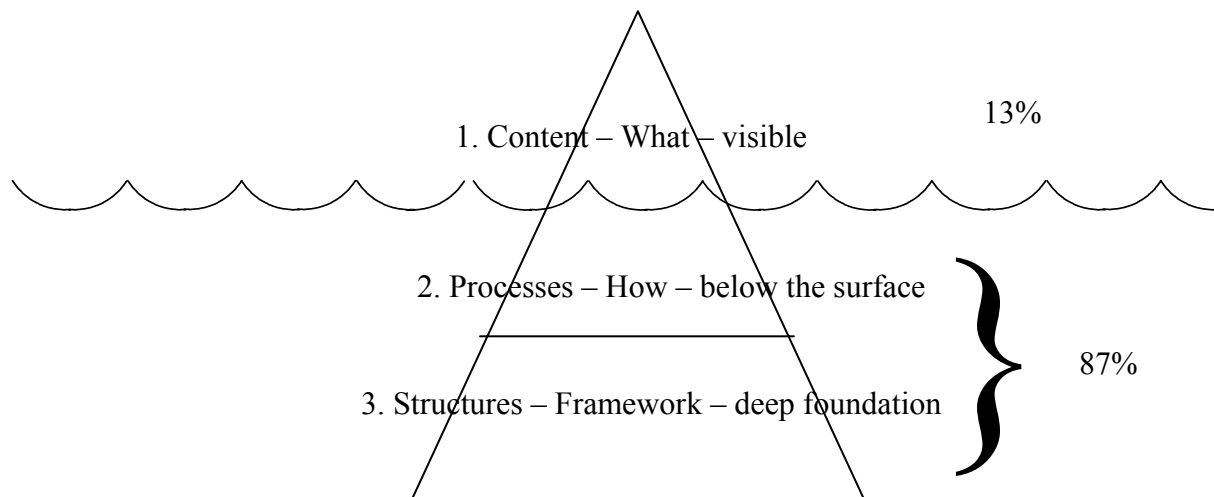 13%
1. Content – What – visible
2. Processes – How – below the surface
87%
3. Structures – Framework – deep foundation